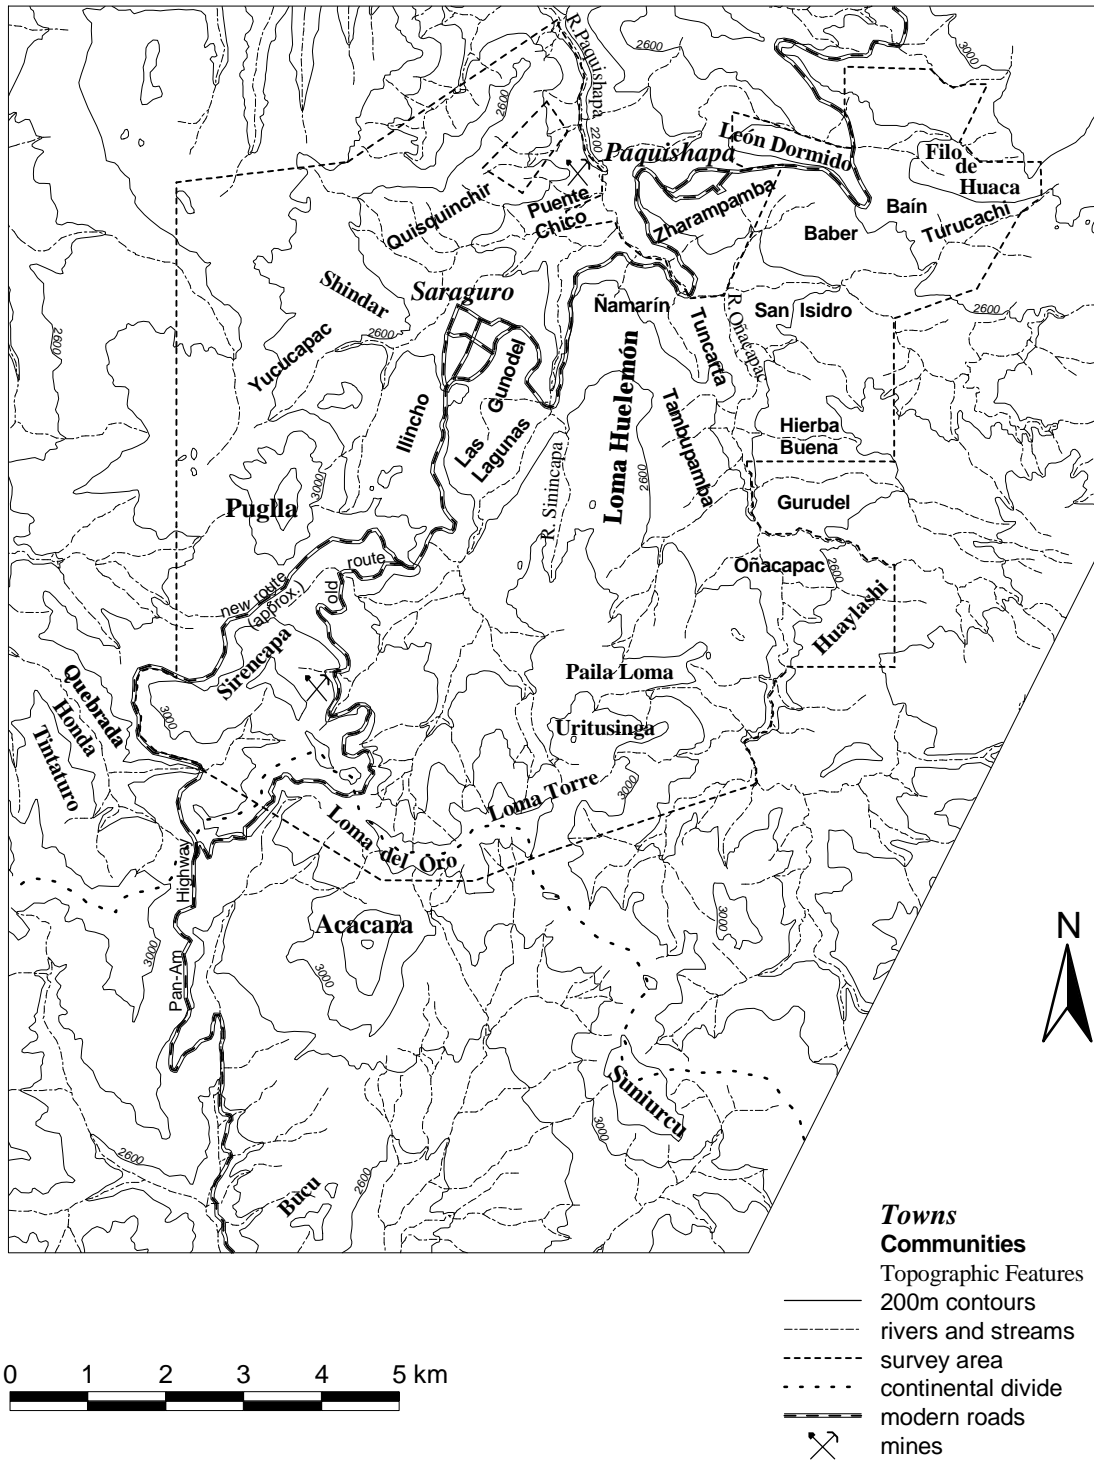 R. Paquishapa
2600
3000
2600
2200
Paquishapa
León Dormido
Filo
de
Huaca
Quisquinchir
Puente
Chico
Zharampamba
Baín
Turucachi
Baber
Shindar
Saraguro
Ñamarín
San Isidro
2600
2600
2600
Yucucapac
Gunodel
Tuncarta
R. Oñacapac
Ilincho
Las
Lagunas
Loma Huelemón
Tambupamba
Hierba
Buena
2600
3000
Puglla
R. Sinincapa
Gurudel
new route
(approx.)
old
route
Oñacapac
2600
Huaylashi
Sirencapa
Paila Loma
Quebrada
Honda
3000
Uritusinga
Tintaturo
Loma Torre
3000
Loma del Oro
Highway
Pan-Am
3000
Acacana
3000
3000
N
Suniurcu
3000
2600
2600
Bucu
Towns
Communities
Topographic Features
200m contours
rivers and streams
survey area
continental divide
modern roads
mines
0 1 2 3 4 5 km